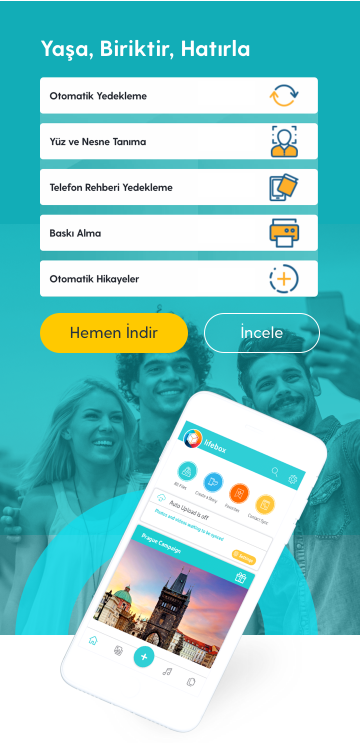 Yaşa, Biriktir, Hatırla
Otomatik Yedekleme
Yüz ve Nesne Tanıma
Telefon Rehberi Yedekleme
Baskı Alma
Otomatik Hikayeler
Hemen İndir
İncele
lifebox
All Files
Create a Story
Favorites
Contact Sync
Auto Upload is off
Photos and videos waiting to be synced
Settings
Prague Campaign